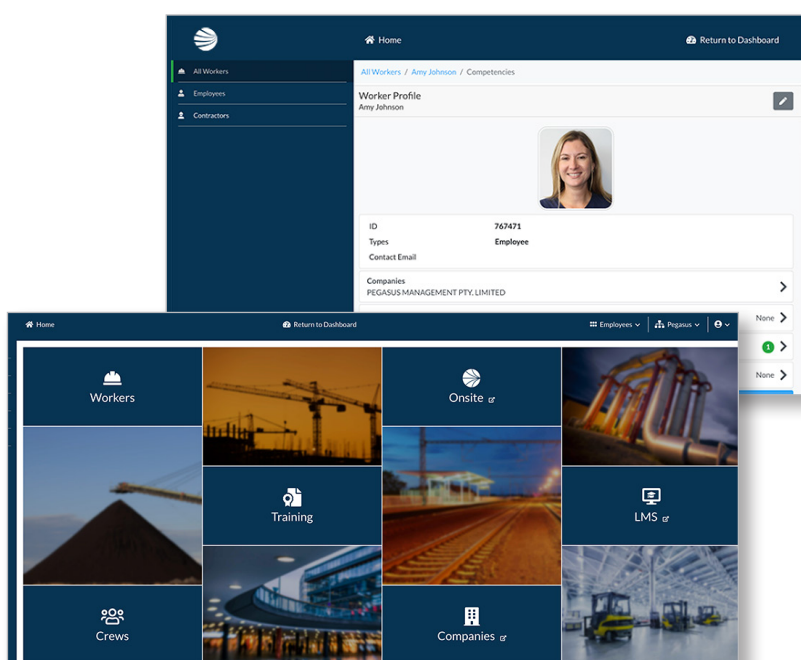 Home
Return to Dashboard
All Workers
Employees
Contractors
All Workers / Amy Johnson / Competencies
Worker Profile
Amy Johnson
ID 767471
Types Employee
Contact Email
Companies
PEGASUS MANAGEMENT PTY. LIMITED
None
1
None
Home
Return to Dashboard
Employees
Pegasus
Workers
Onsite
Training
LMS
Crews
Companies